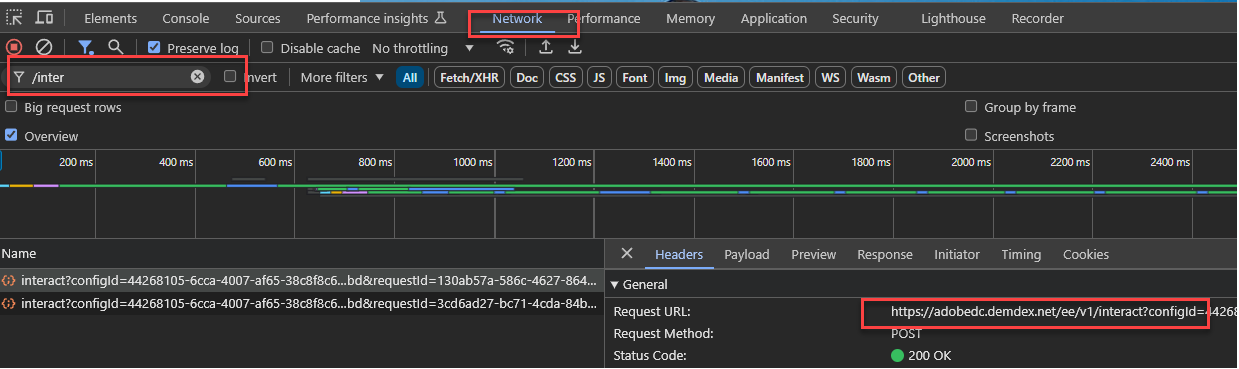 Elements Console Sources Performance insights Network Performance Memory Application Security Lighthouse Recorder
Preserve log Disable cache No throttling
/inter Invert More filters All Fetch/XHR Doc CSS JS Font Img Media Manifest WS Wasm Other
Big request rows Group by frame
Overview Screenshots
200 ms 400 ms 600 ms 800 ms 1000 ms 1200 ms 1400 ms 1600 ms 1800 ms 2000 ms 2200 ms 2400 ms
Name Headers Payload Preview Response Initiator Timing Cookies
interact?configId=44268105-6cca-4007-af65-38c8f8c6...bd&requestId=130ab57a-586c-4627-864...
General
interact?configId=44268105-6cca-4007-af65-38c8f8c6...bd&requestId=3cd6ad27-bc71-4cda-84b...
Request URL: https://adobedc.demdex.net/ee/v1/interact?configId=4426
Request Method: POST
Status Code: 200 OK